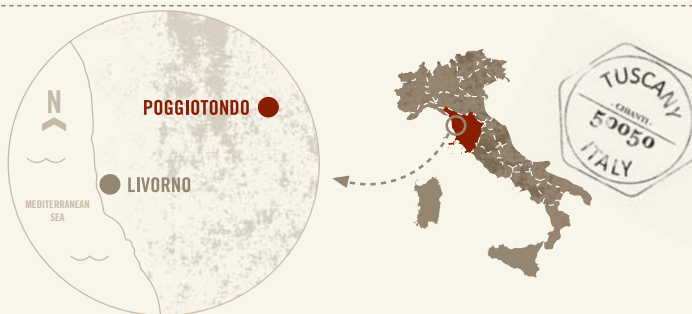 N
POGGIOTONDO
LIVORNO
MEDITERRANEAN
SEA
TUSCANY
- CHIANTI -
50050
ITALY